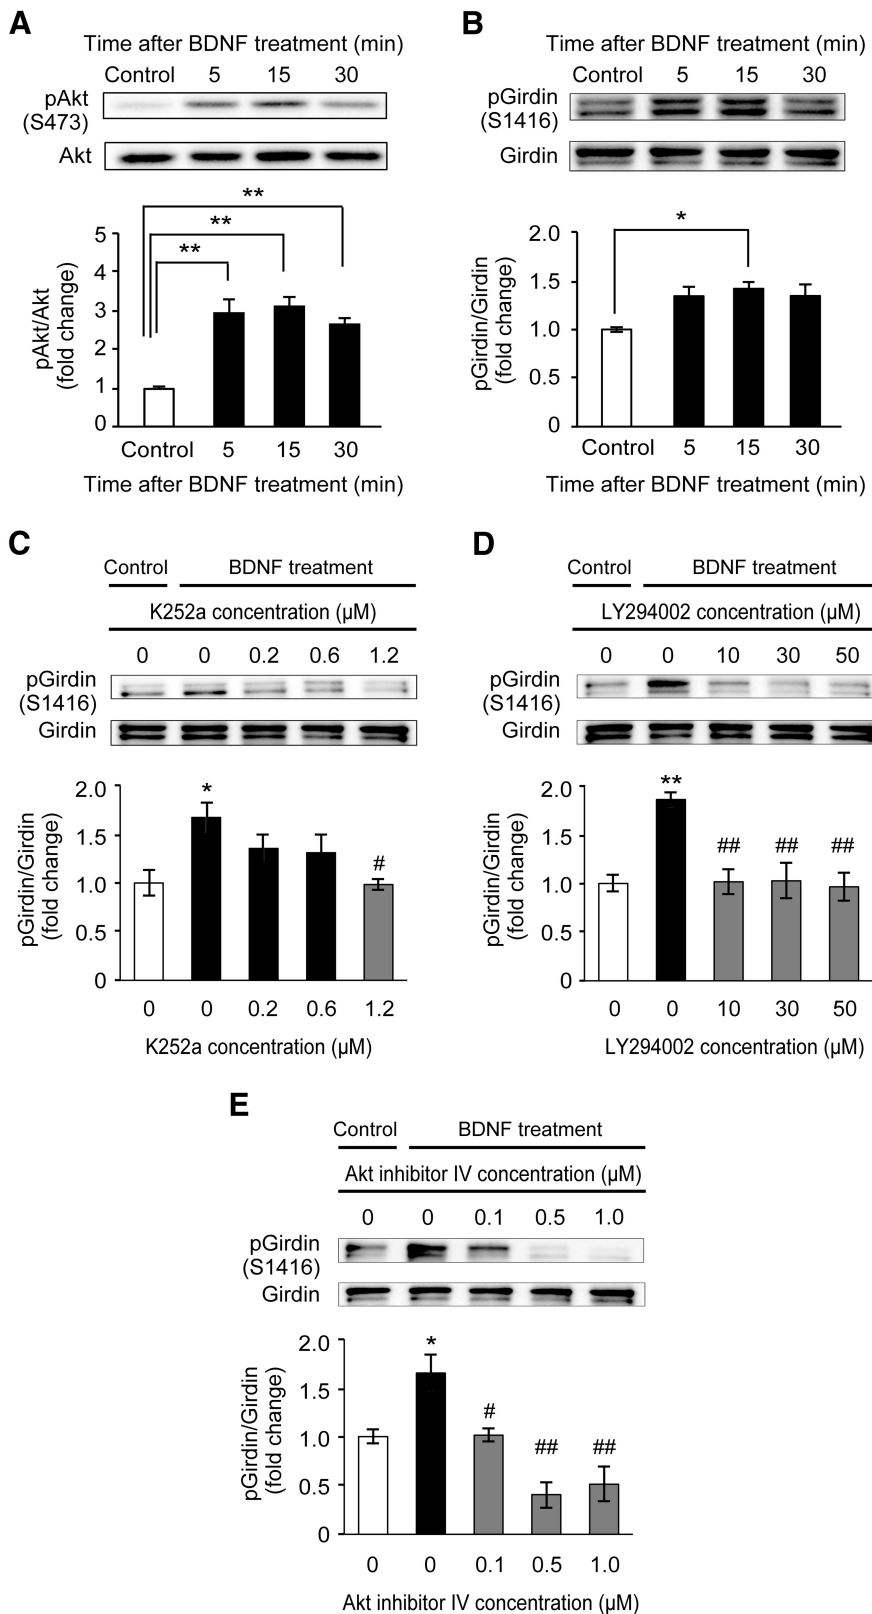 A
Time after BDNF treatment (min)
Control 5 15 30
pAkt
(S473)
Akt
**
**
**
pAkt/Akt
(fold change)
5
4
3
2
1
0
Control 5 15 30
Time after BDNF treatment (min)
B
Time after BDNF treatment (min)
Control 5 15 30
pGirdin
(S1416)
Girdin
*
pGirdin/Girdin
(fold change)
2.0
1.5
1.0
0.5
0
Control 5 15 30
Time after BDNF treatment (min)
C
Control BDNF treatment
K252a concentration (µM)
0 0 0.2 0.6 1.2
pGirdin
(S1416)
Girdin
pGirdin/Girdin
(fold change)
2.0
1.5
1.0
0.5
0
*
#
0 0 0.2 0.6 1.2
K252a concentration (µM)
D
Control BDNF treatment
LY294002 concentration (µM)
0 0 10 30 50
pGirdin
(S1416)
Girdin
pGirdin/Girdin
(fold change)
2.0
1.5
1.0
0.5
0
**
## ## ##
0 0 10 30 50
LY294002 concentration (µM)
E
Control BDNF treatment
Akt inhibitor IV concentration (µM)
0 0 0.1 0.5 1.0
pGirdin
(S1416)
Girdin
pGirdin/Girdin
(fold change)
2.0
1.5
1.0
0.5
0
*
#
## ##
0 0 0.1 0.5 1.0
Akt inhibitor IV concentration (µM)